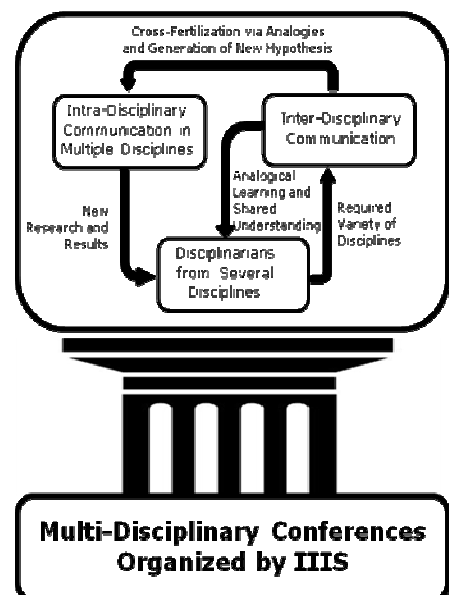 Cross-Fertilization via Analogies
and Generation of New Hypothesis
Intra-Disciplinary
Communication in
Multiple Disciplines
Inter-Disciplinary
Communication
New
Research and
Results
Analogical
Learning and
Shared
Understanding
Required
Variety of
Disciplines
Disciplinarians
from Several
Disciplines
Multi-Disciplinary Conferences
Organized by IIIS